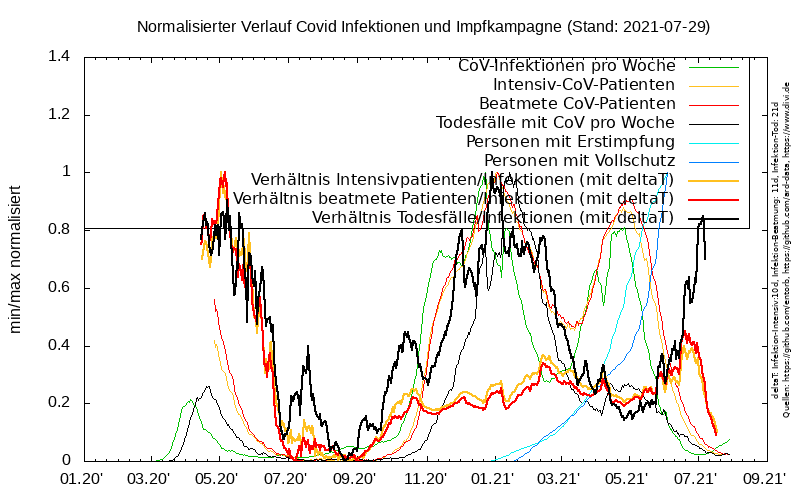 Normalisierter Verlauf Covid Infektionen und Impfkampagne (Stand: 2021-07-29)
min/max normalisiert
1.4
1.2
1
0.8
0.6
0.4
0.2
0
CoV-Infektionen pro Woche
Intensiv-CoV-Patienten
Beatmete CoV-Patienten
Todesfälle mit CoV pro Woche
Personen mit Erstimpfung
Personen mit Vollschutz
Verhältnis Intensivpatienten/Infektionen (mit deltaT)
Verhältnis beatmete Patienten/Infektionen (mit deltaT)
Verhältnis Todesfälle/Infektionen (mit deltaT)
01.20' 03.20' 05.20' 07.20' 09.20' 11.20' 01.21' 03.21' 05.21' 07.21' 09.21'
deltaT: Infektion-Intensiv:10d, Infektion-Beatmung: 11d, Infektion-Tod: 21d
Quellen: https://github.com/entorb, https://github.com/ard-data, https://www.divi.de